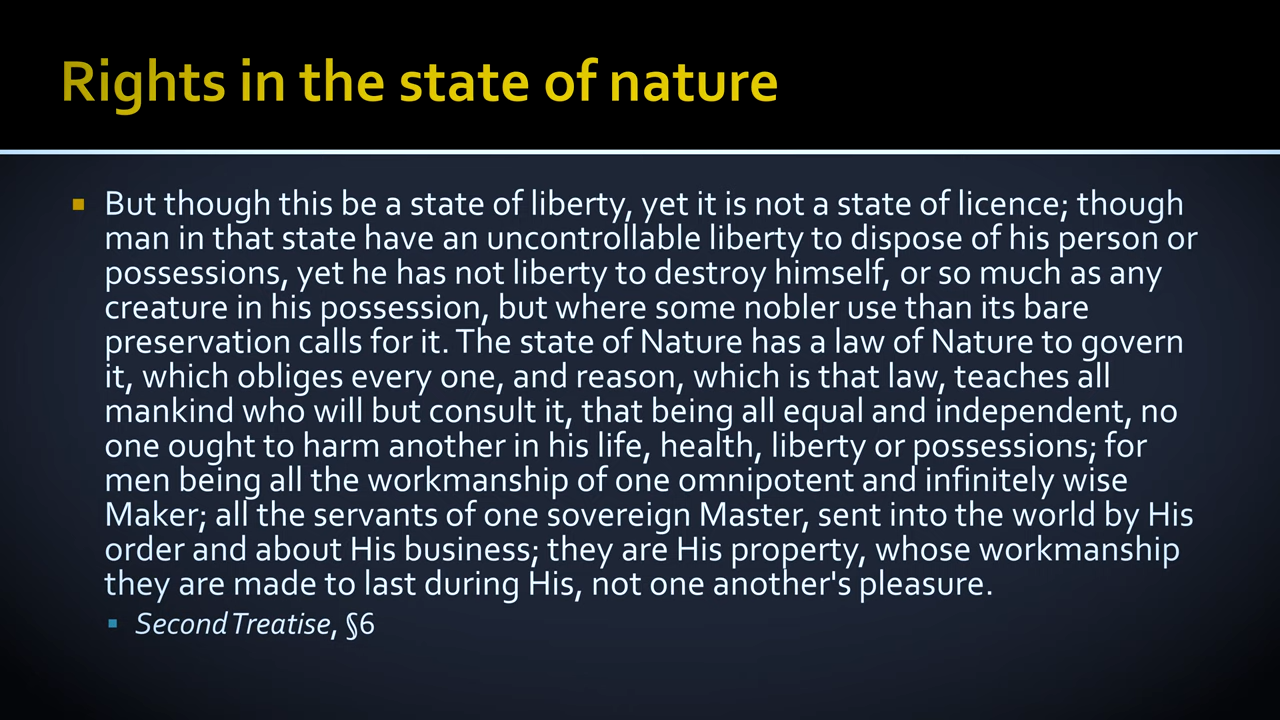 Rights in the state of nature
But though this be a state of liberty, yet it is not a state of licence; though
man in that state have an uncontrollable liberty to dispose of his person or
possessions, yet he has not liberty to destroy himself, or so much as any
creature in his possession, but where some nobler use than its bare
preservation calls for it. The state of Nature has a law of Nature to govern
it, which obliges every one, and reason, which is that law, teaches all
mankind who will but consult it, that being all equal and independent, no
one ought to harm another in his life, health, liberty or possessions; for
men being all the workmanship of one omnipotent and infinitely wise
Maker; all the servants of one sovereign Master, sent into the world by His
order and about His business; they are His property, whose workmanship
they are made to last during His, not one another's pleasure.
Second Treatise, §6